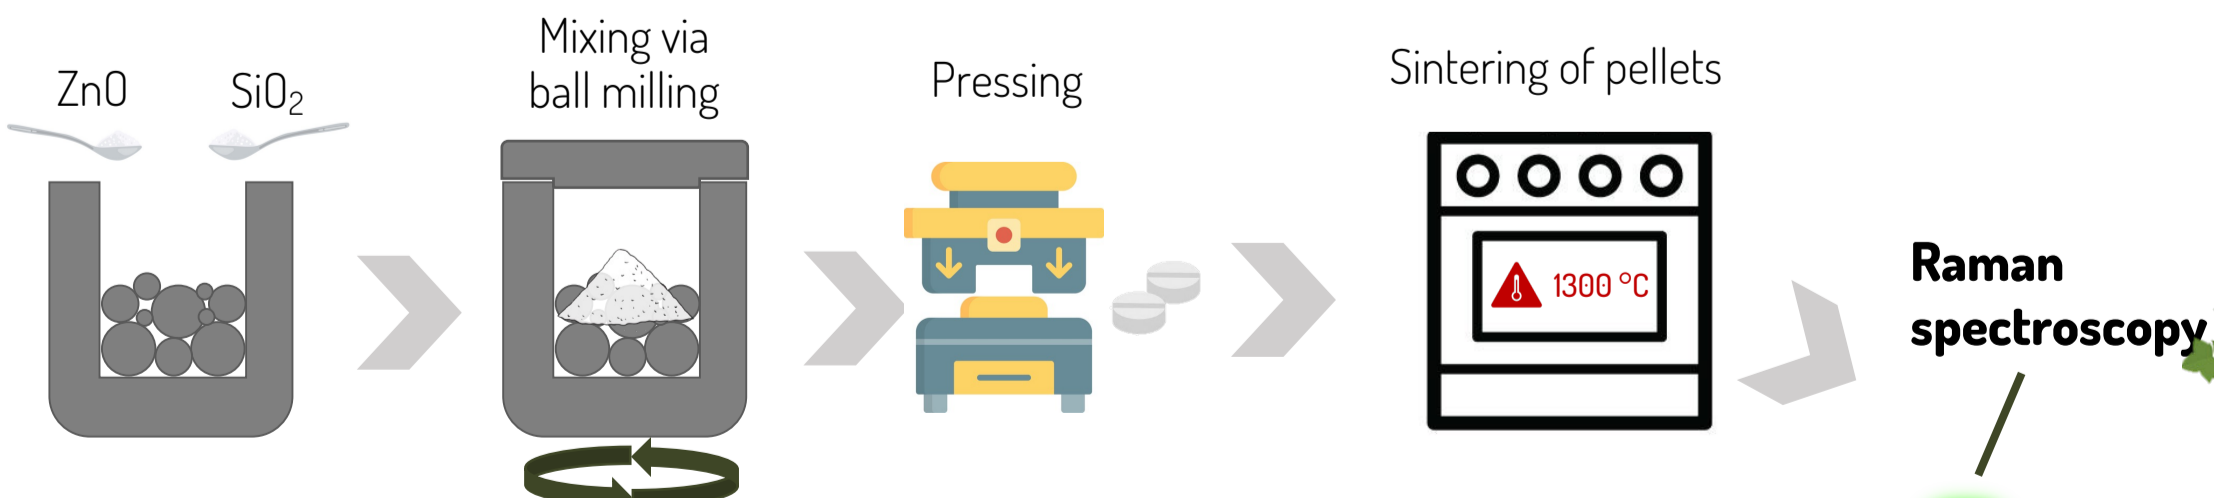 ZnO
SiO₂
Mixing via
ball milling
Pressing
Sintering of pellets
1300 °C
Raman
spectroscopy